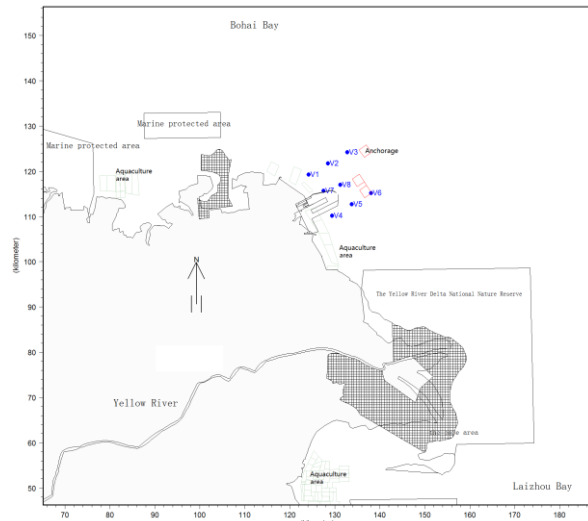 Bohai Bay
160
150
140
130
120
110
100
90
80
70
60
50
(kilometer)
Marine protected area
Marine protected area
Aquaculture
area
V3
Anchorage
V2
V1
V8
V7
V6
V5
V4
Aquaculture
area
N
The Yellow River Delta National Nature Reserve
Yellow River
area
Aquaculture
area
Laizhou Bay
70
80
90
100
110
120
130
140
150
160
170
180